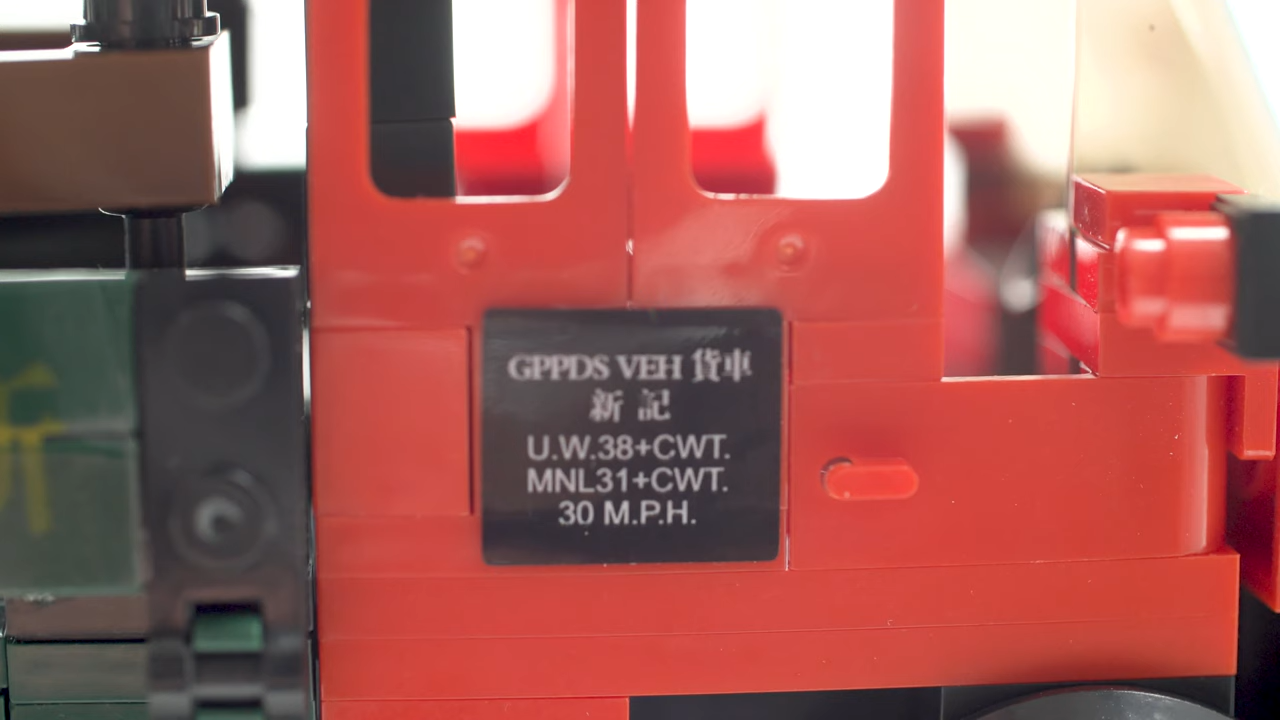 GPPDS VEH 貨車
新 記
U.W.38+CWT.
MNL31+CWT.
30 M.P.H.